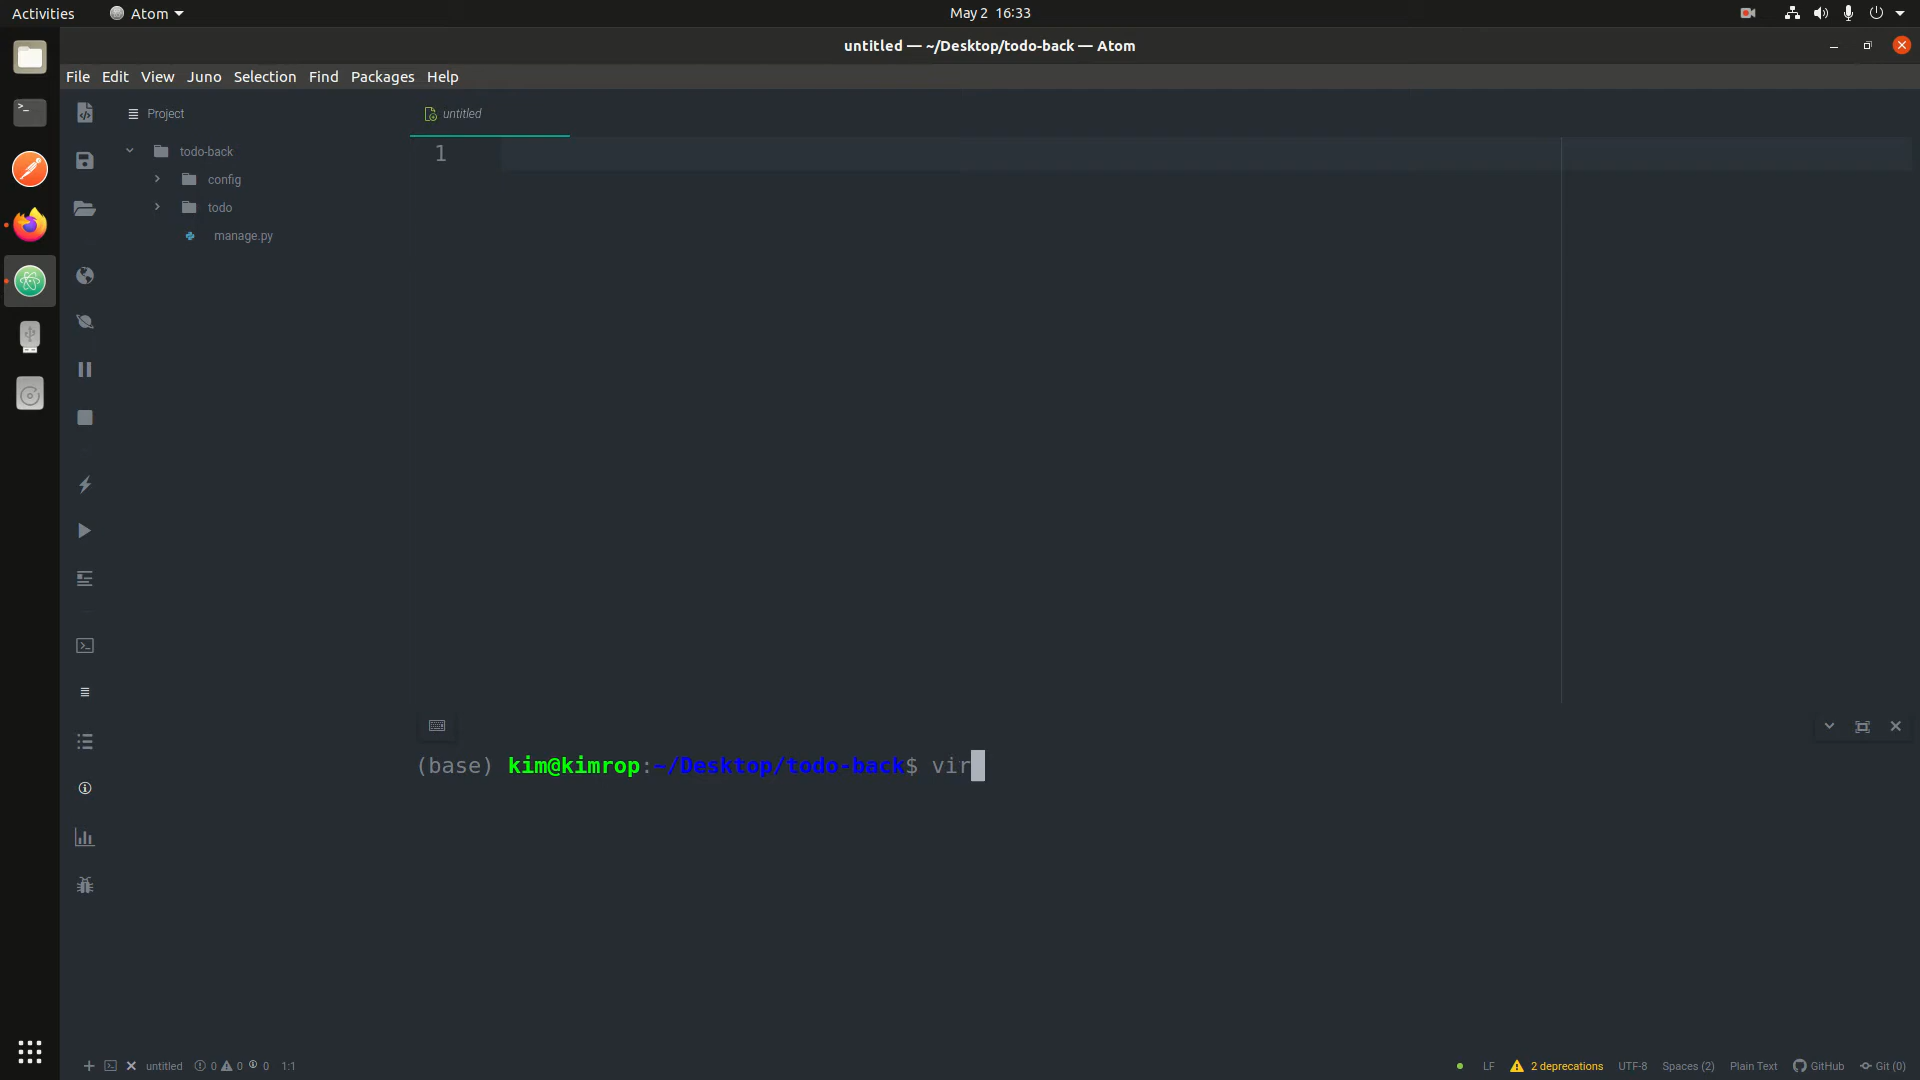 Activities
Atom
May 2 16:33
untitled — ~/Desktop/todo-back — Atom
File Edit View Juno Selection Find Packages Help
Project
untitled
todo-back
config
todo
manage.py
1
(base) kim@kimrop:~/Desktop/todo-back$ vir
untitled 0 0 0 1:1
LF 2 deprecations UTF-8 Spaces (2) Plain Text GitHub Git (0)